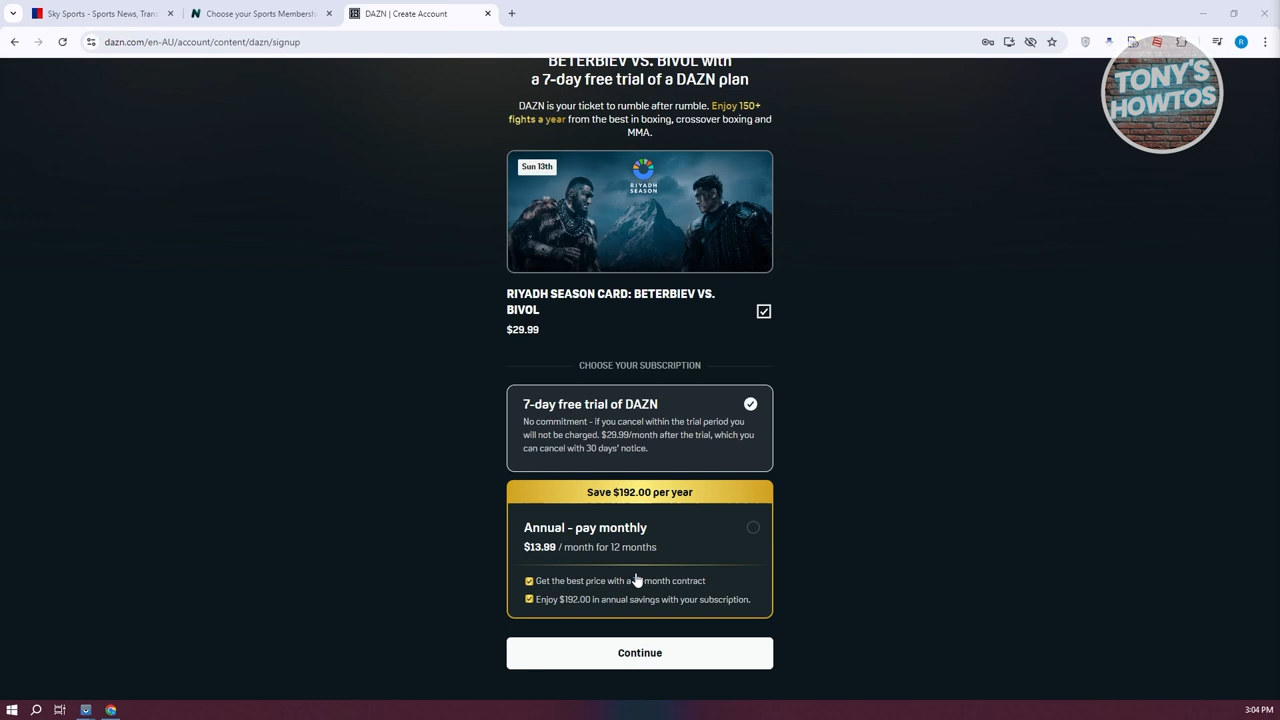 Sky Sports - Sports News, Tran
Choose your Sports Membersh
DAZN | Create Account
dazn.com/en-AU/account/content/dazn/signup
R
TONY'S
HOWTOS
BETERBIEV VS. BIVOL with
a 7-day free trial of a DAZN plan
DAZN is your ticket to rumble after rumble. Enjoy 150+
fights a year from the best in boxing, crossover boxing and
MMA.
Sun 13th
RIYADH
SEASON
RIYADH SEASON CARD: BETERBIEV VS.
BIVOL
$29.99
CHOOSE YOUR SUBSCRIPTION
7-day free trial of DAZN
No commitment - if you cancel within the trial period you
will not be charged. $29.99/month after the trial, which you
can cancel with 30 days' notice.
Save $192.00 per year
Annual - pay monthly
$13.99 / month for 12 months
Get the best price with a month contract
Enjoy $192.00 in annual savings with your subscription.
Continue
3:04 PM